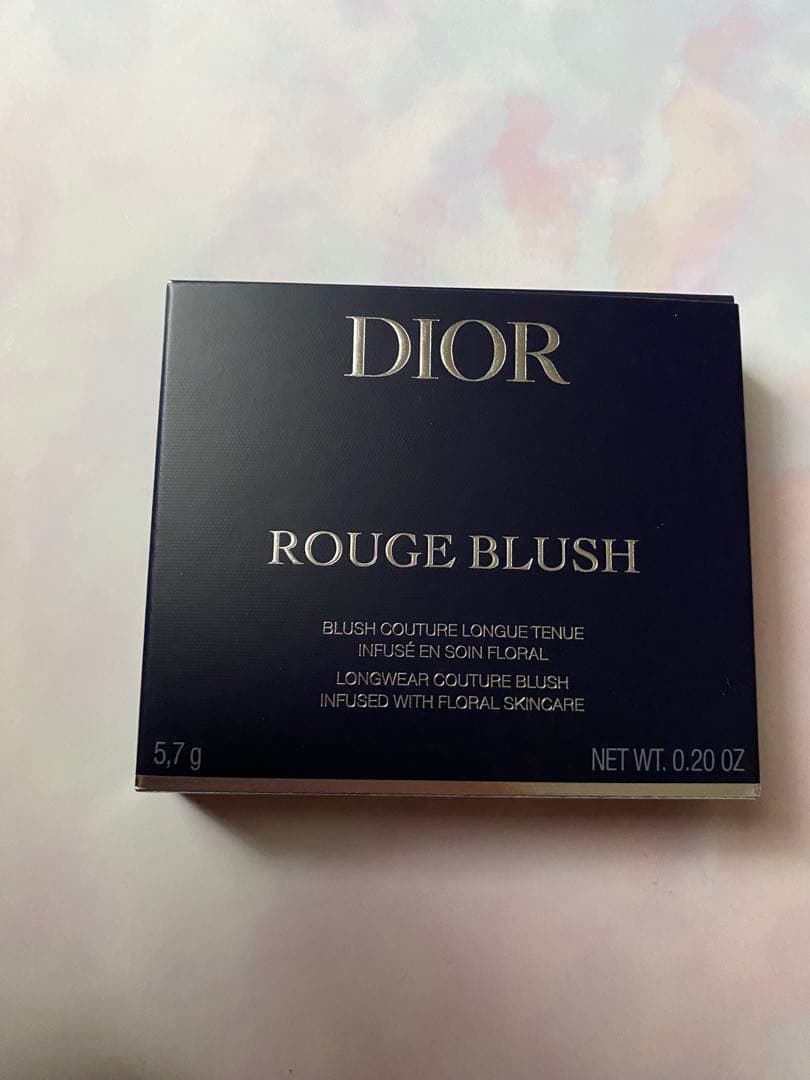 DIOR
ROUGE BLUSH
BLUSH COUTURE LONGUE TENUE
INFUSÉ EN SOIN FLORAL
LONGWEAR COUTURE BLUSH
INFUSED WITH FLORAL SKINCARE
5,7 g NET WT. 0.20 OZ